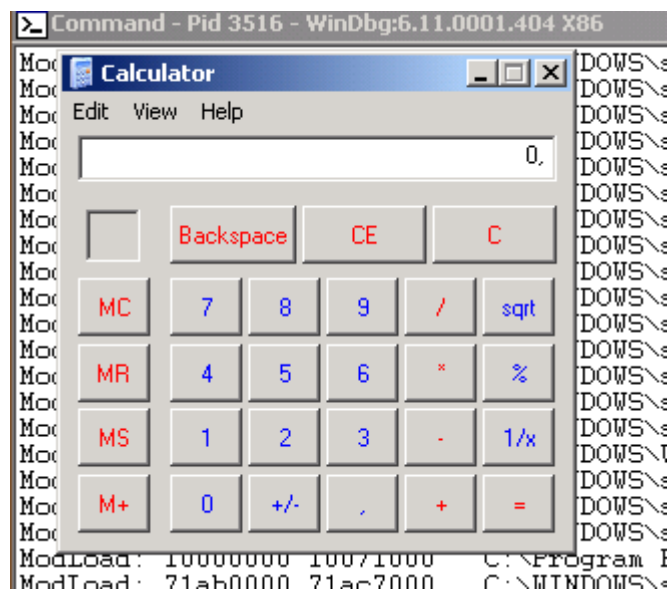 Command - Pid 3516 - WinDbg:6.11.0001.404 X86
Calculator
Edit View Help
0,
Backspace CE C
MC 7 8 9 / sqrt
MR 4 5 6 * %
MS 1 2 3 - 1/x
M+ 0 +/- , + =
ModLoad: 10000000 10071000 C:\Program
ModLoad: 71ab0000 71ac7000 C:\WINDOWS\s